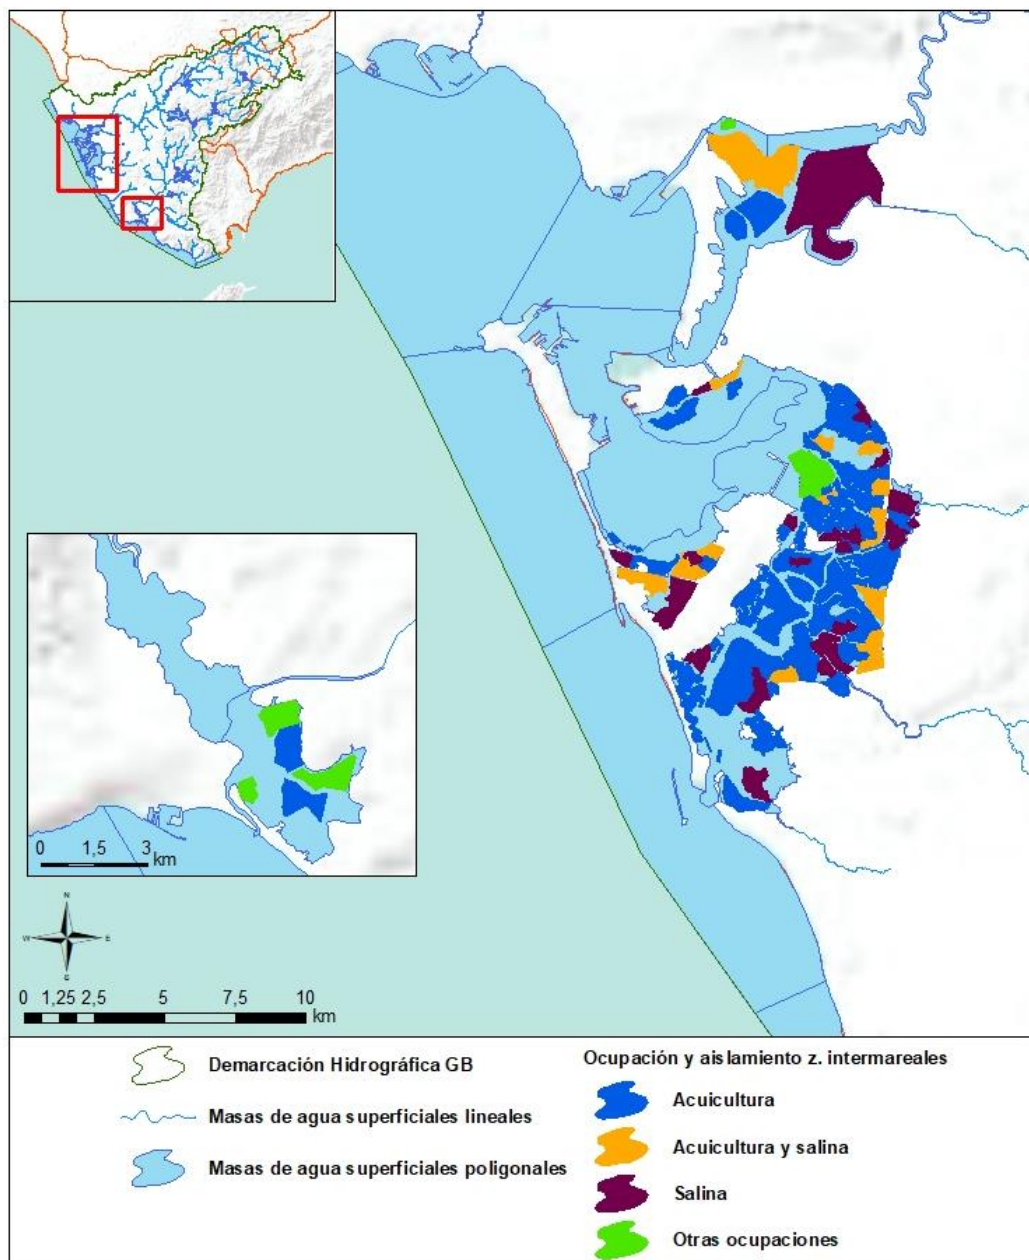 0 1,5 3
km
N
W E
S
0 1,25 2,5 5 7,5 10
km
Demarcación Hidrográfica GB
Masas de agua superficiales lineales
Masas de agua superficiales poligonales
Ocupación y aislamiento z. intermareales
Acuicultura
Acuicultura y salina
Salina
Otras ocupaciones